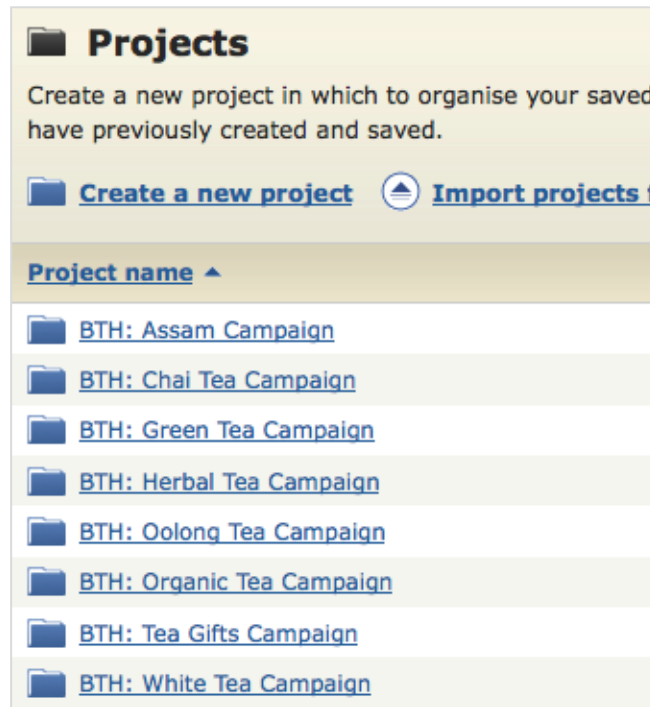 Projects
Create a new project in which to organise your saved
have previously created and saved.
Create a new project Import projects
Project name
BTH: Assam Campaign
BTH: Chai Tea Campaign
BTH: Green Tea Campaign
BTH: Herbal Tea Campaign
BTH: Oolong Tea Campaign
BTH: Organic Tea Campaign
BTH: Tea Gifts Campaign
BTH: White Tea Campaign